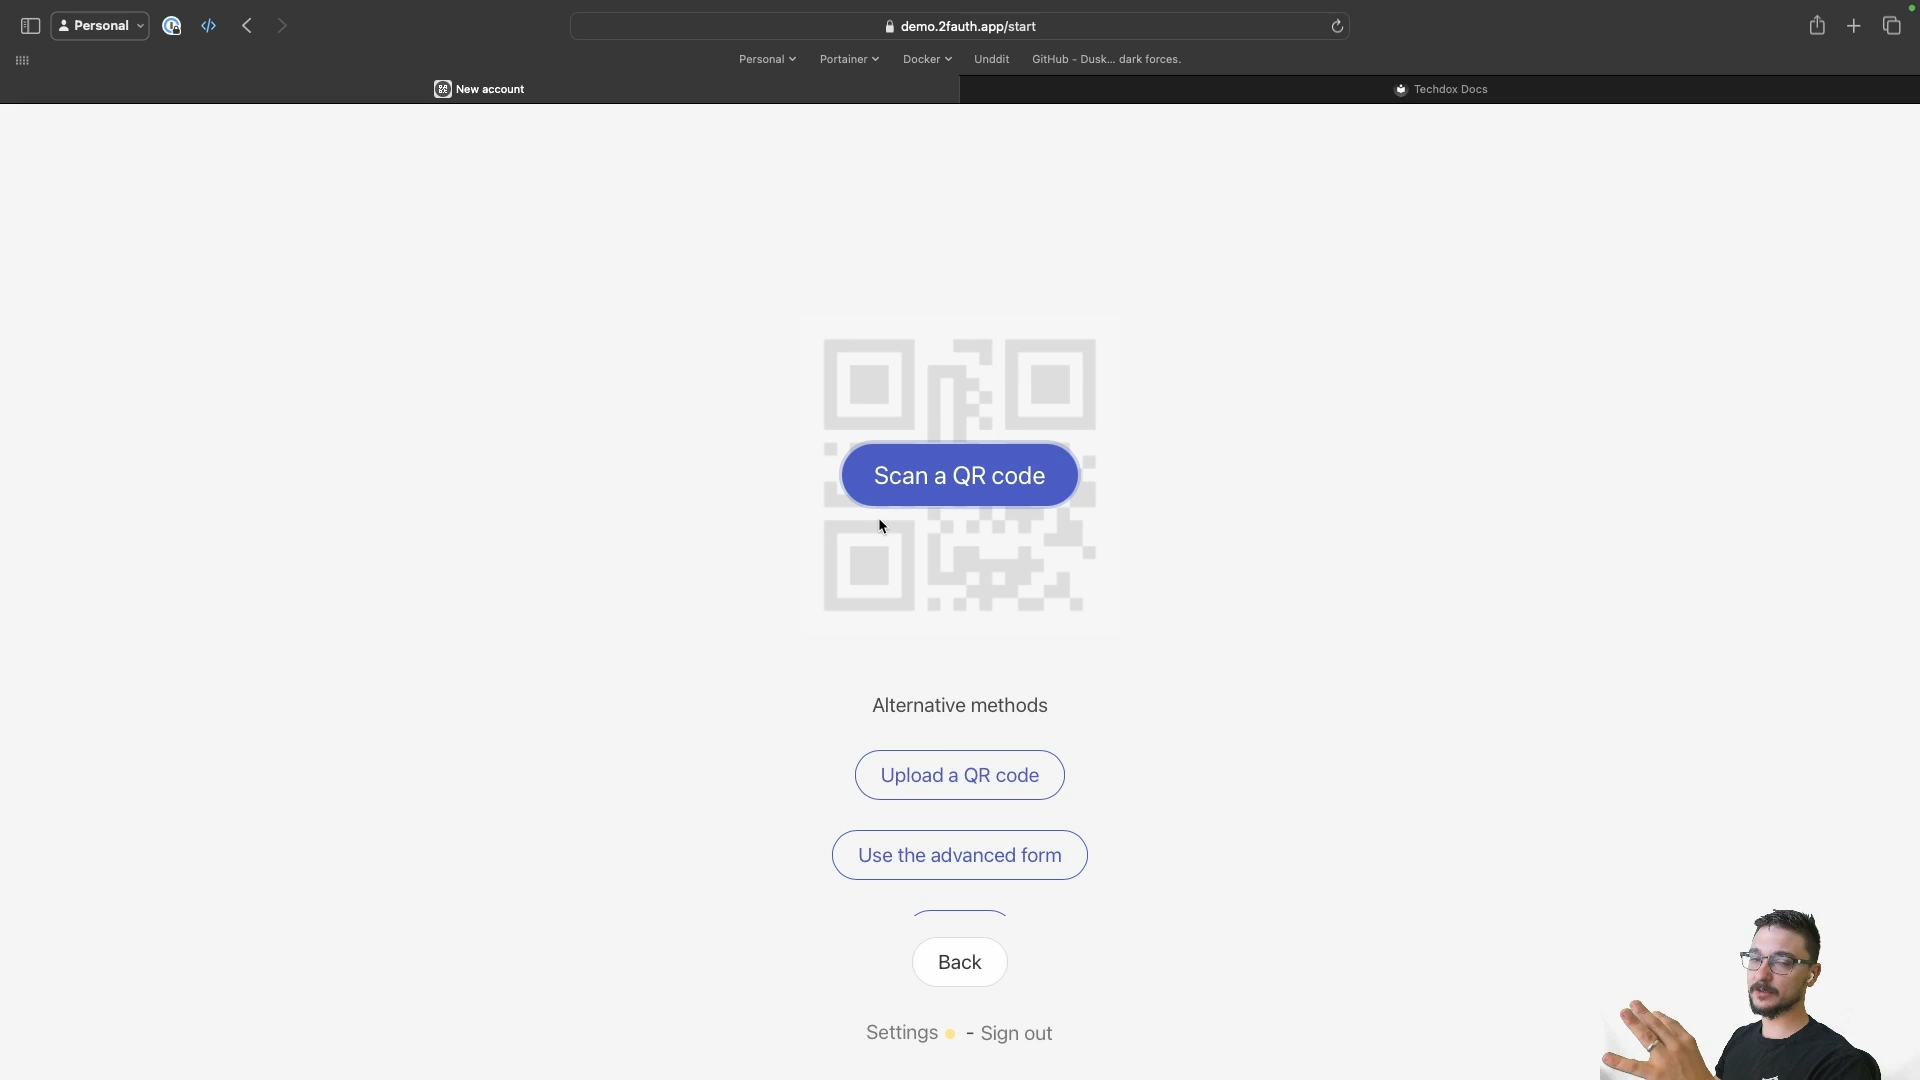 Personal
demo.2fauth.app/start
Personal
Portainer
Docker
Unddit
GitHub - Dusk... dark forces.
New account
Techdox Docs
Scan a QR code
Alternative methods
Upload a QR code
Use the advanced form
Back
Settings - Sign out